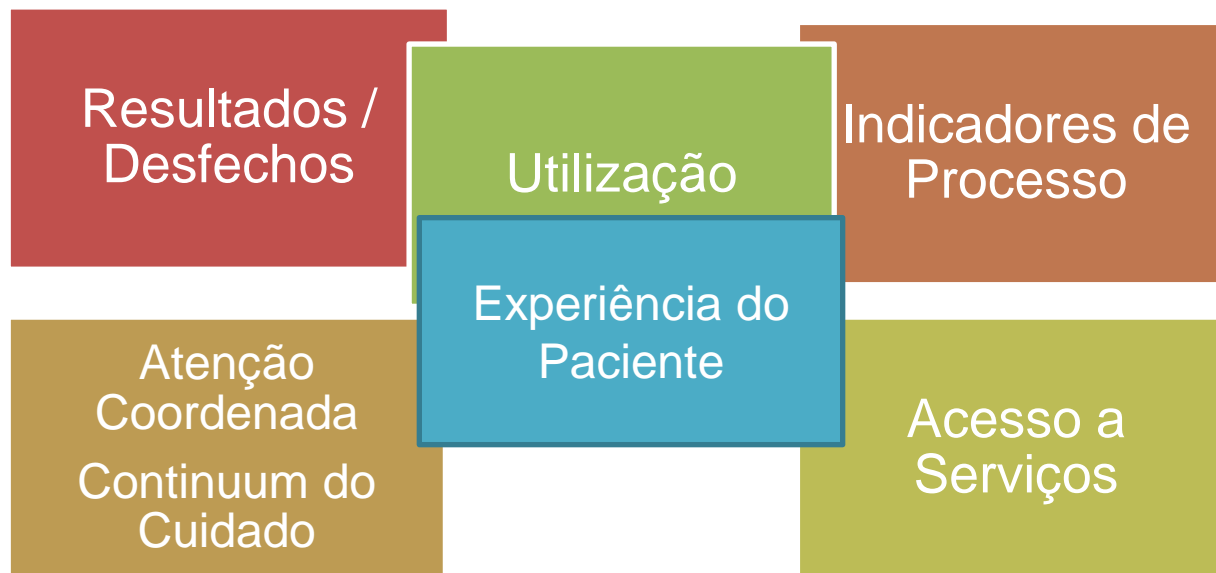 Resultados /
Desfechos
Utilização
Indicadores de
Processo
Experiência do
Paciente
Atenção
Coordenada
Continuum do
Cuidado
Acesso a
Serviços